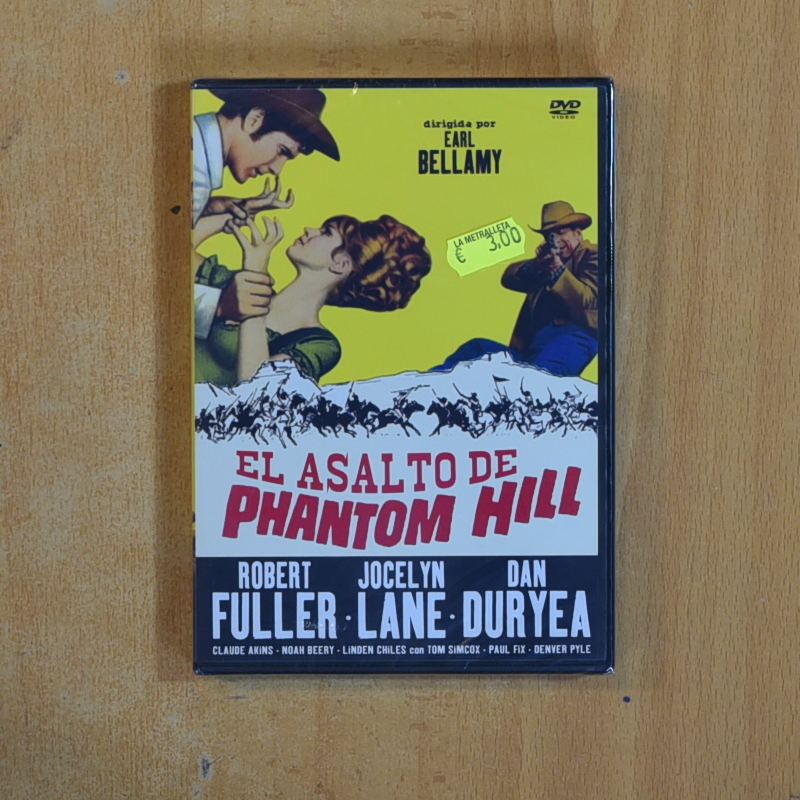 DVD
VIDEO
dirigida por
EARL
BELLAMY
LA METRALLETA
€ 3,00
EL ASALTO DE
PHANTOM HILL
ROBERT JOCELYN DAN
FULLER · LANE · DURYEA
CLAUDE AKINS · NOAH BEERY · LINDEN CHILES con TOM SIMCOX · PAUL FIX · DENVER PYLE